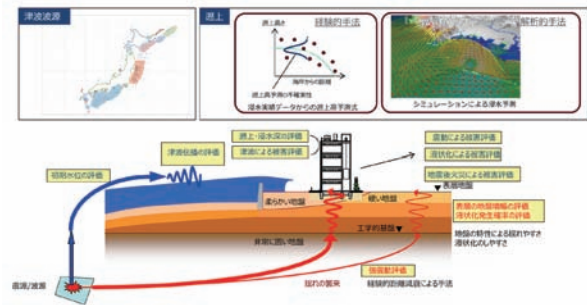 津波波源
遡上
経験的手法
遡上高さ
海岸からの距離
遡上高予測の不確実性
浸水実績データからの遡上高予測式
解析的手法
シミュレーションによる浸水予測
遡上・浸水深の評価
津波による被害評価
震動による被害評価
液状化による被害評価
地震後火災による被害評価
津波伝播の評価
初期水位の評価
表層地盤
柔らかい地盤
硬い地盤
表層の地盤増幅の評価
液状化発生確率の評価
工学的基盤
地盤の特性による揺れやすさ
液状化のしやすさ
非常に固い地盤
強震動評価
震源/波源
揺れの襲来
経験的距離減衰による手法